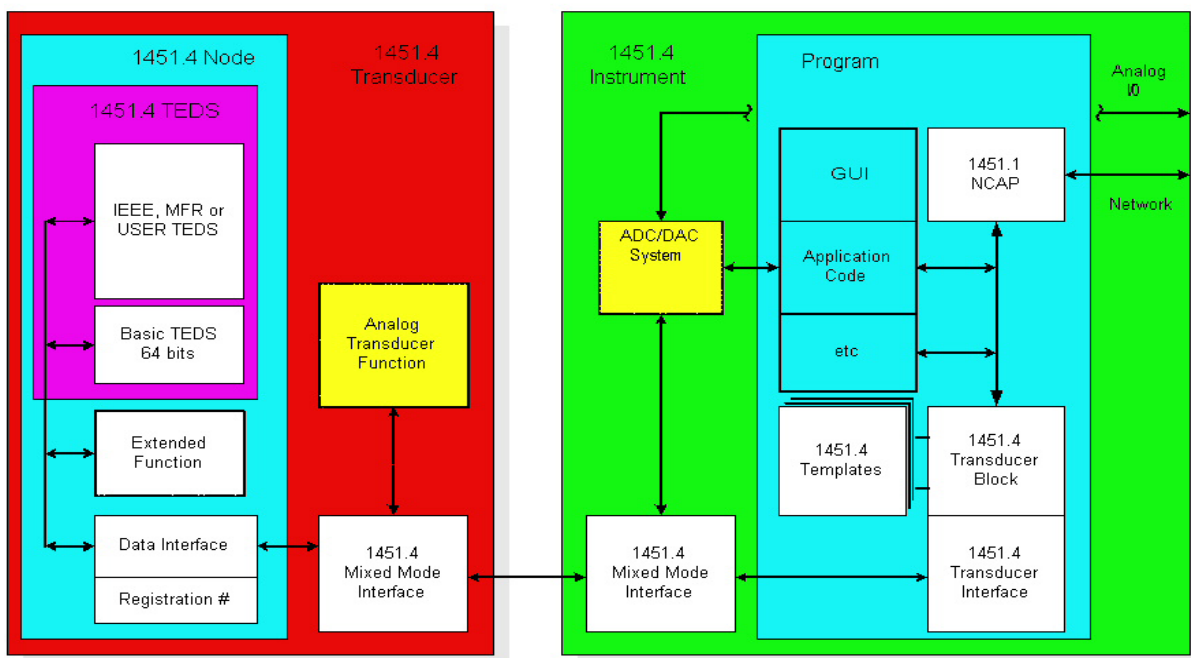 1451.4 Node
1451.4 TEDS
IEEE, MFR or
USER TEDS
Basic TEDS
64 bits
Extended
Function
Data Interface
Registration #
1451.4
Transducer
Analog
Transducer
Function
1451.4
Mixed Mode
Interface
1451.4
Instrument
ADC/DAC
System
1451.4
Mixed Mode
Interface
Program
GUI
Application
Code
etc
1451.4
Templates
1451.1
NCAP
1451.4
Transducer
Block
1451.4
Transducer
Interface
Analog
I/O
Network